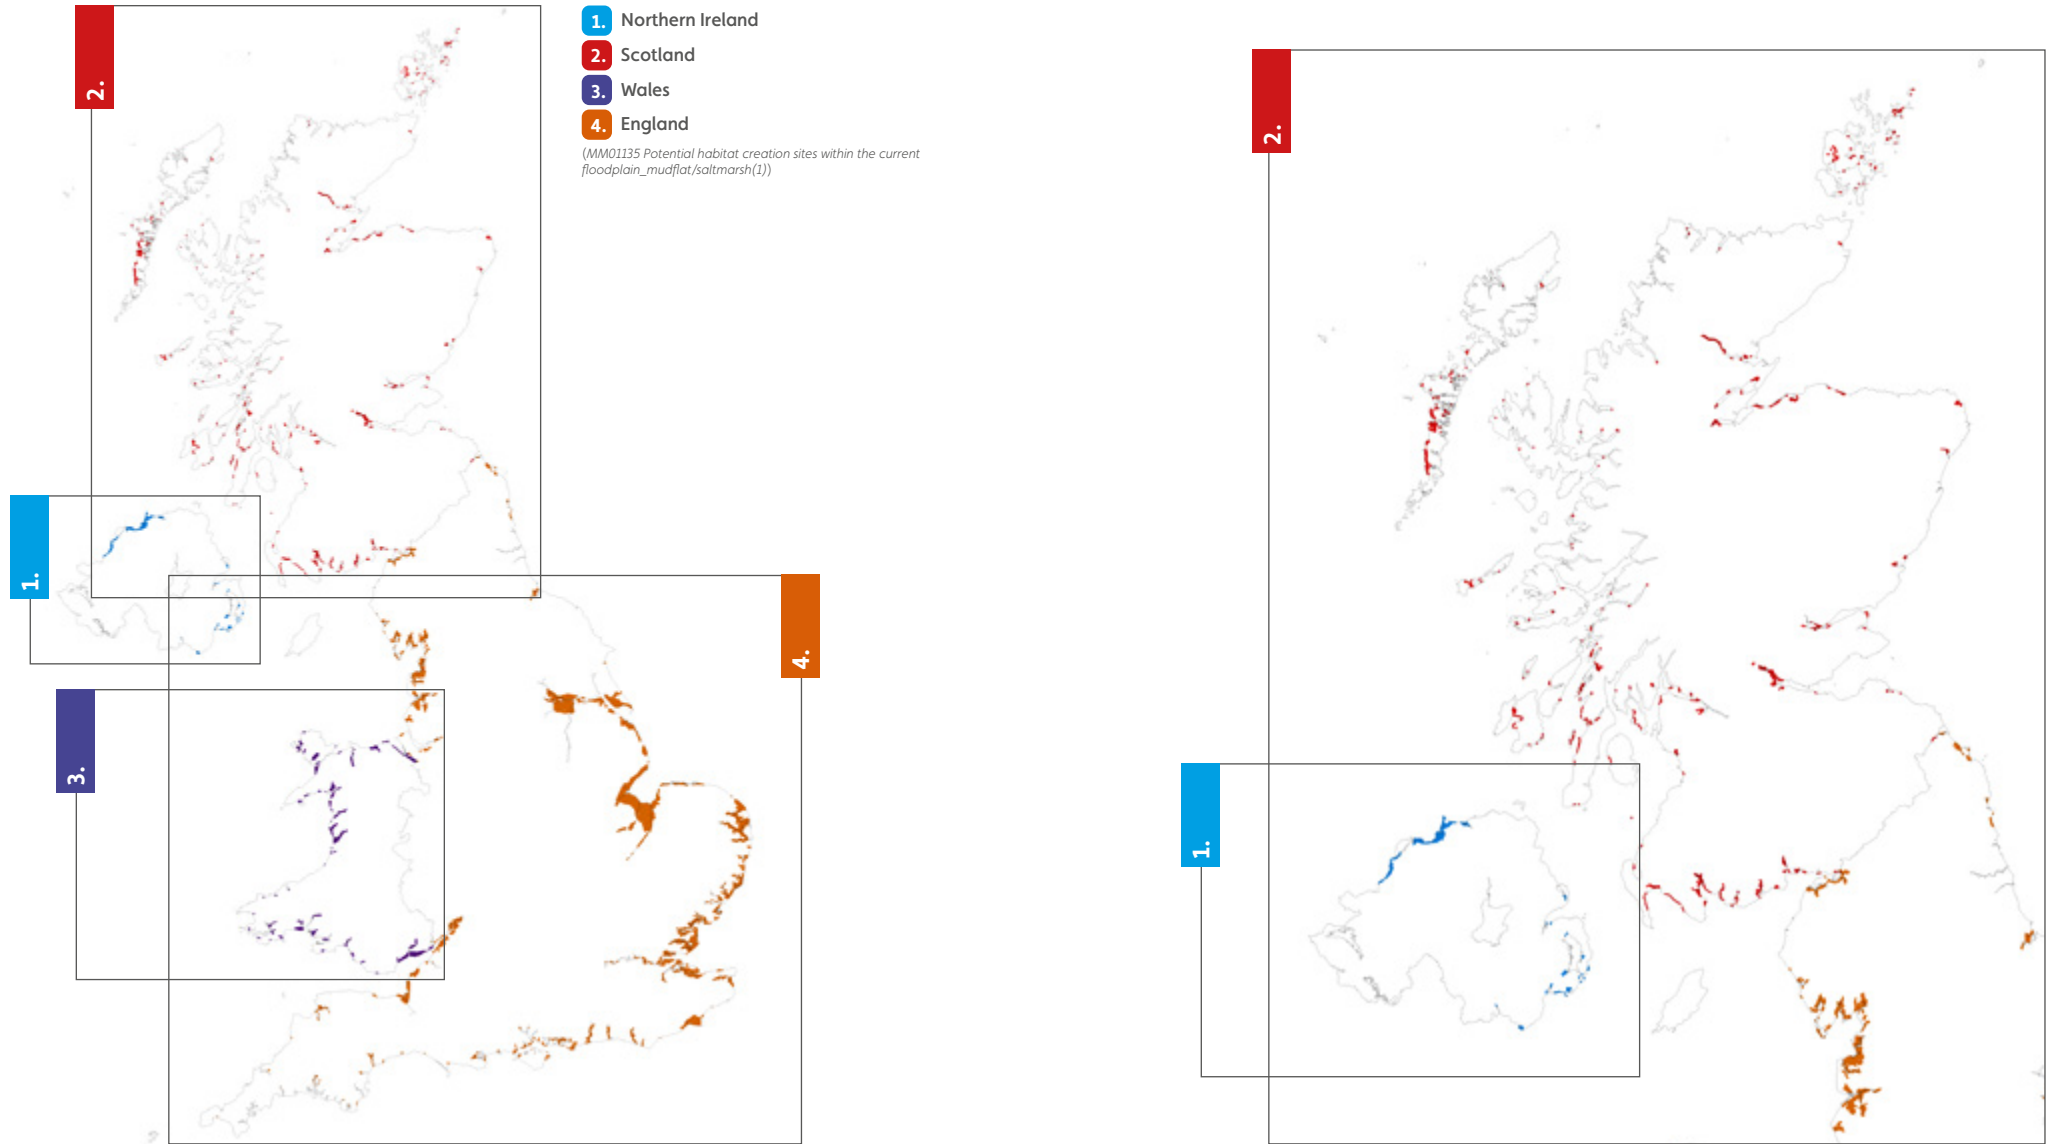 2.
1. Northern Ireland
2. Scotland
3. Wales
4. England
(MM01135 Potential habitat creation sites within the current
floodplain_mudflat/saltmarsh(1))
1.
4.
3.
2.
1.